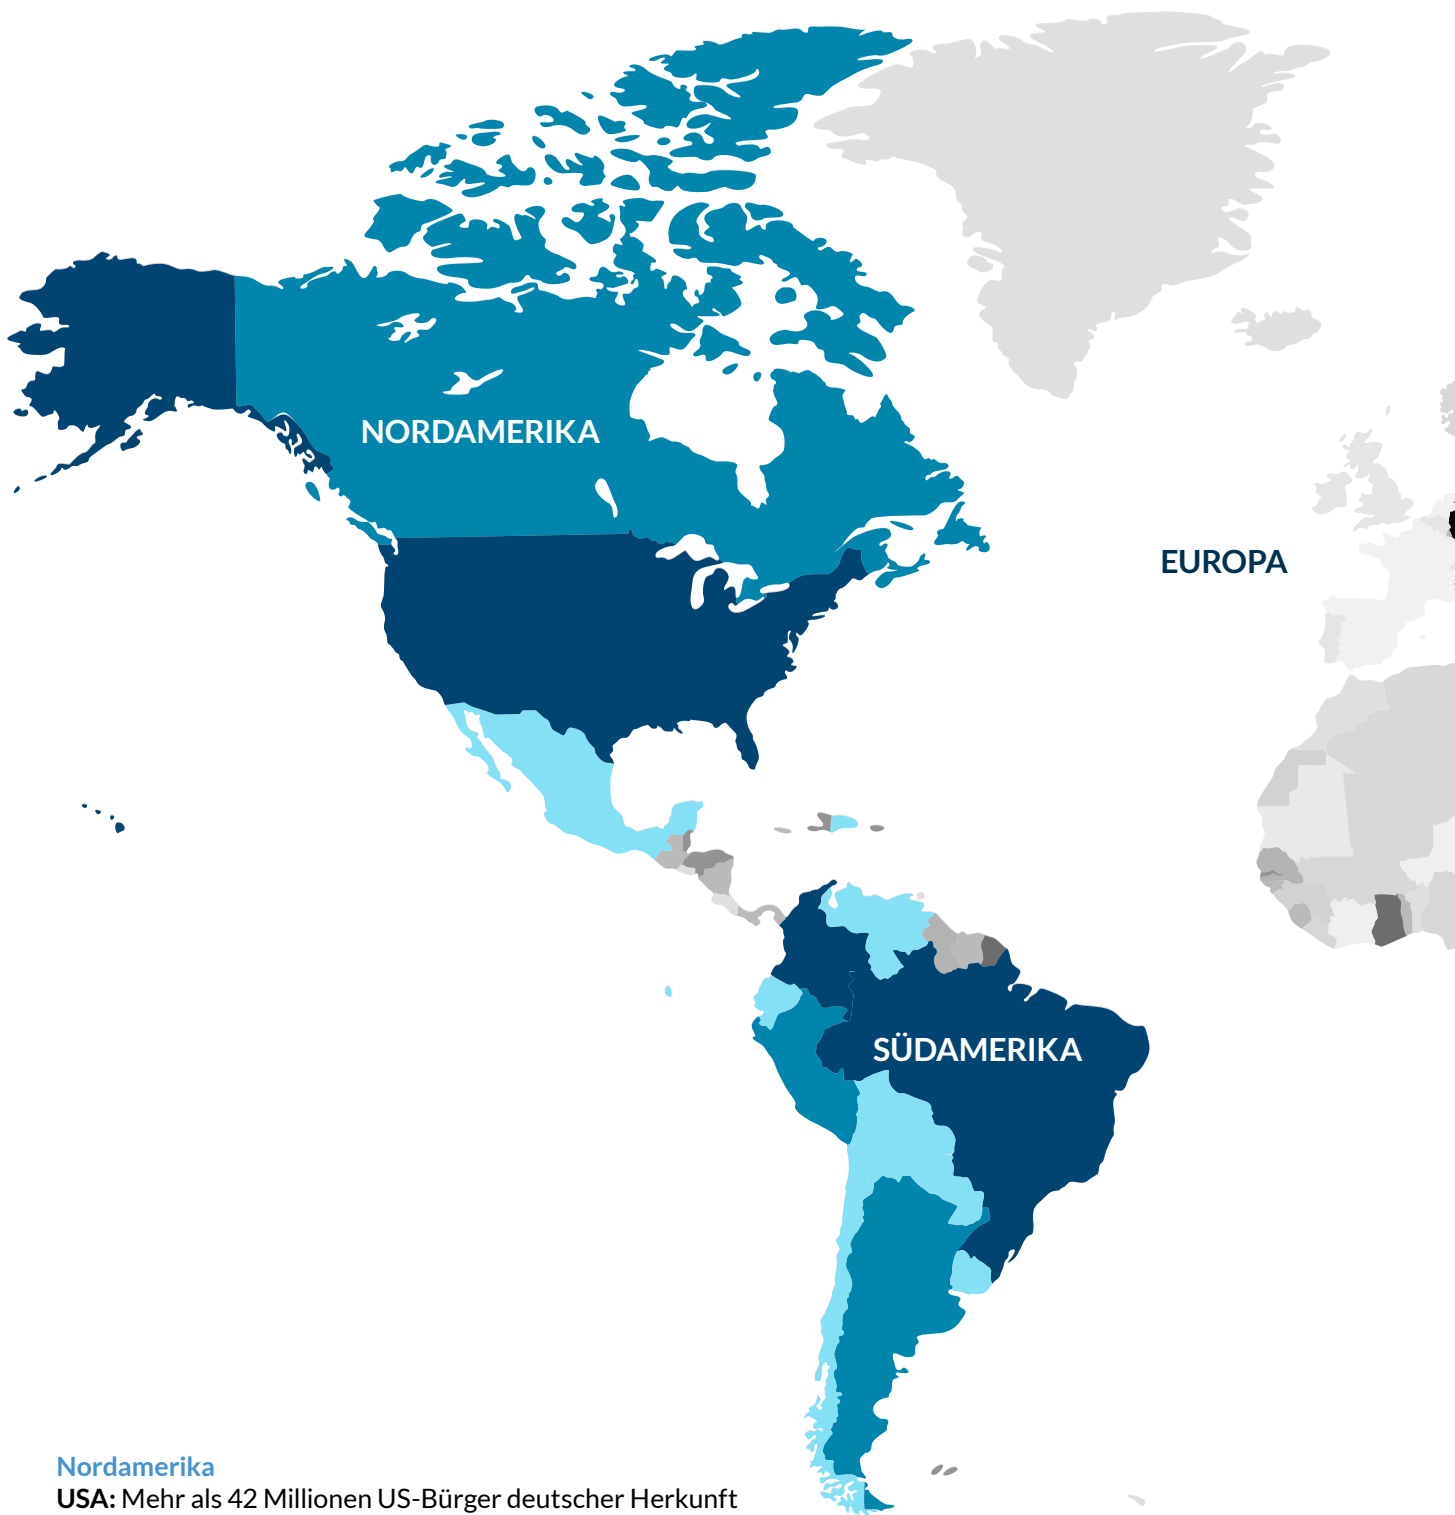 NORDAMERIKA
EUROPA
SÜDAMERIKA
Nordamerika
USA: Mehr als 42 Millionen US-Bürger deutscher Herkunft